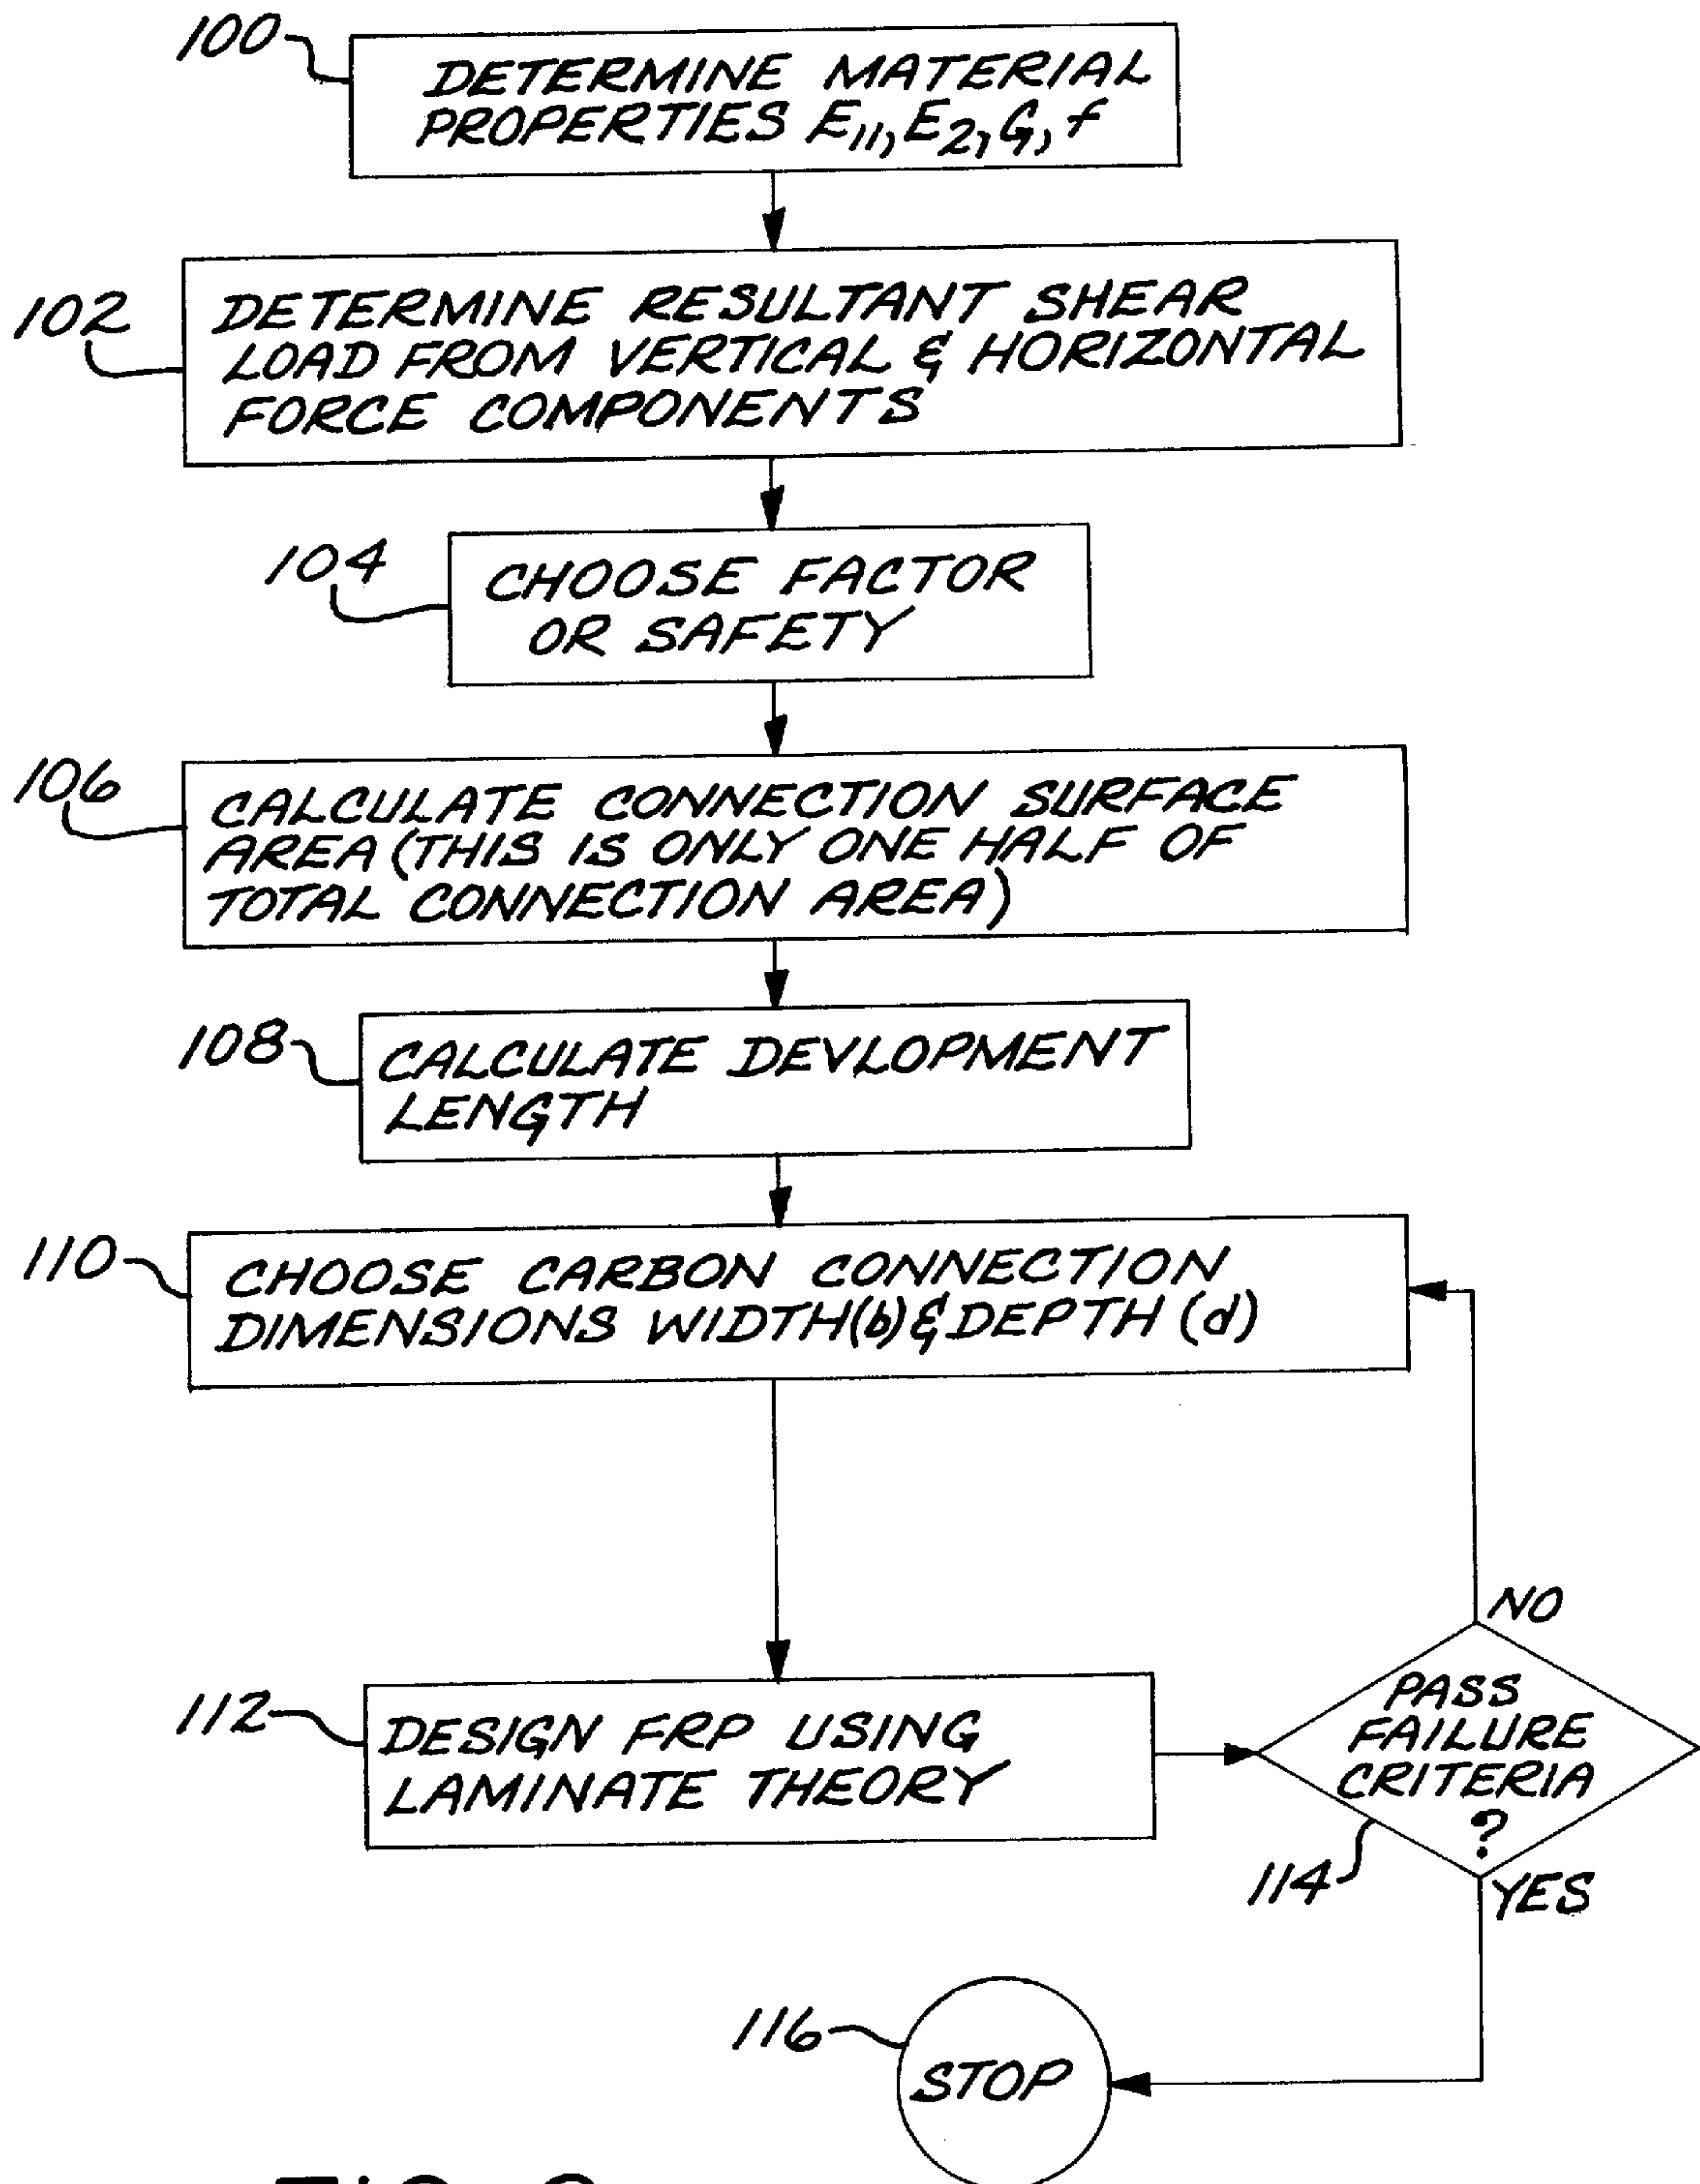 100
DETERMINE MATERIAL
PROPERTIES E11, E2, G, f
102
DETERMINE RESULTANT SHEAR
LOAD FROM VERTICAL & HORIZONTAL
FORCE COMPONENTS
104
CHOOSE FACTOR
OR SAFETY
106
CALCULATE CONNECTION SURFACE
AREA (THIS IS ONLY ONE HALF OF
TOTAL CONNECTION AREA)
108
CALCULATE DEVLOPMENT
LENGTH
110
CHOOSE CARBON CONNECTION
DIMENSIONS WIDTH(b) & DEPTH (d)
NO
112
DESIGN FRP USING
LAMINATE THEORY
PASS
FAILURE
CRITERIA
?
114
YES
116
STOP